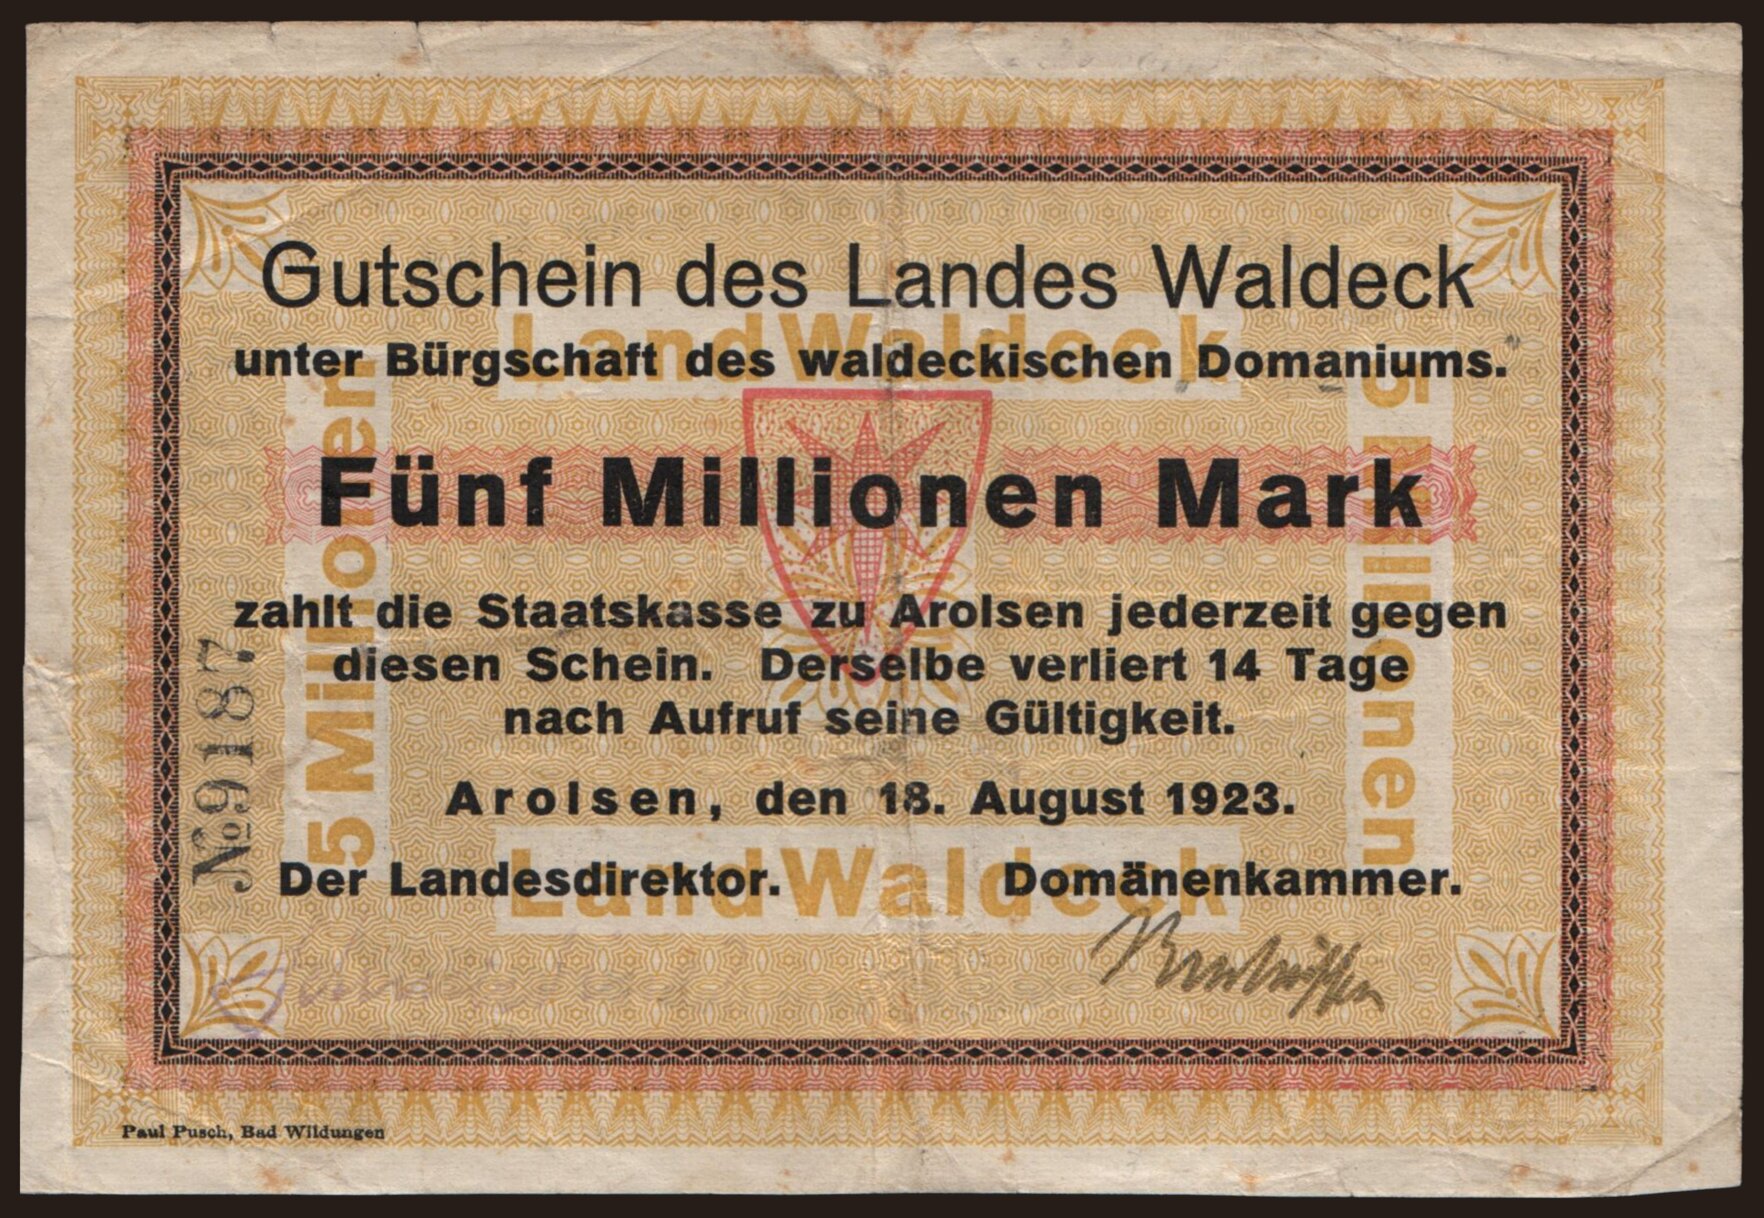 Gutschein des Landes Waldeck
Land Waldeck
unter Bürgschaft des waldeckischen Domaniums.
Fünf Millionen Mark
zahlt die Staatskasse zu Arolsen jederzeit gegen
diesen Schein. Derselbe verliert 14 Tage
nach Aufruf seine Gültigkeit.
Arolsen, den 18. August 1923.
Der Landesdirektor. Domänenkammer.
Land Waldeck
№ 9187
5 Millionen
5 Millionen
Paul Pusch, Bad Wildungen